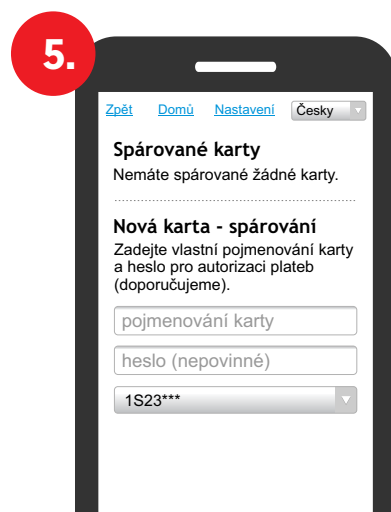 5.
Zpět Domů Nastavení Česky
Spárované karty
Nemáte spárované žádné karty.
Nová karta - spárování
Zadejte vlastní pojmenování karty
a heslo pro autorizaci plateb
(doporučujeme).
pojmenování karty
heslo (nepovinné)
1S23***